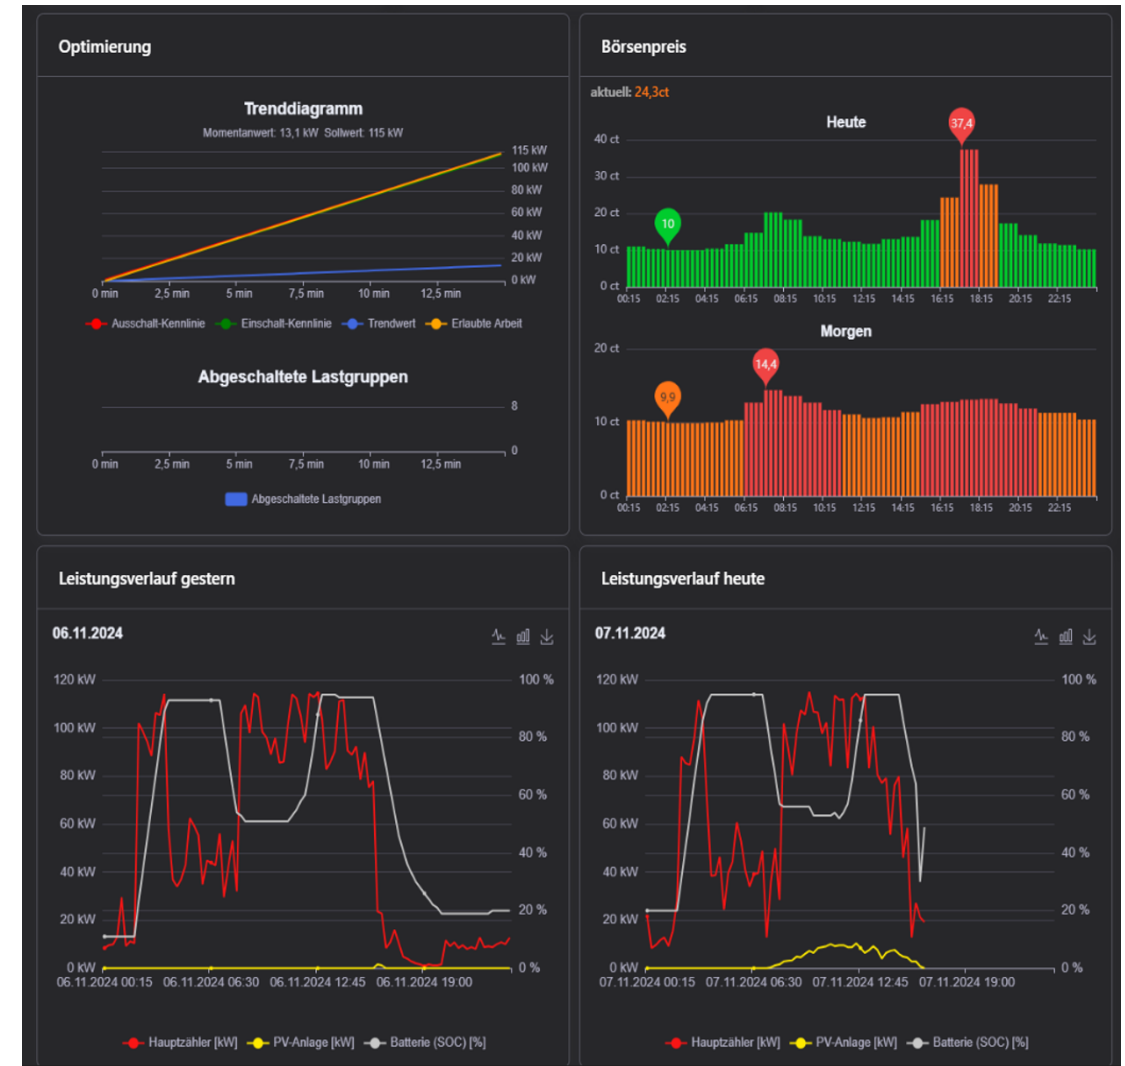 Optimierung
Trenddiagramm
Momentanwert: 13,1 kW Sollwert: 115 kW
115 kW
100 kW
80 kW
60 kW
40 kW
20 kW
0 kW
0 min 2,5 min 5 min 7,5 min 10 min 12,5 min
Ausschalt-Kennlinie Einschalt-Kennlinie Trendwert Erlaubte Arbeit
Abgeschaltete Lastgruppen
8
0
0 min 2,5 min 5 min 7,5 min 10 min 12,5 min
Abgeschaltete Lastgruppen
Börsenpreis
aktuell: 24,3ct
Heute
37,4
10
40 ct
30 ct
20 ct
10 ct
0 ct
00:15 02:15 04:15 06:15 08:15 10:15 12:15 14:15 16:15 18:15 20:15 22:15
Morgen
14,4
9,9
20 ct
10 ct
0 ct
00:15 02:15 04:15 06:15 08:15 10:15 12:15 14:15 16:15 18:15 20:15 22:15
Leistungsverlauf gestern
06.11.2024
120 kW 100 %
100 kW
80 %
80 kW
60 %
60 kW
40 %
40 kW
20 %
20 kW
0 kW 0 %
06.11.2024 00:15 06.11.2024 06:30 06.11.2024 12:45 06.11.2024 19:00
Hauptzähler [kW] PV-Anlage [kW] Batterie (SOC) [%]
Leistungsverlauf heute
07.11.2024
120 kW 100 %
100 kW
80 %
80 kW
60 %
60 kW
40 %
40 kW
20 %
20 kW
0 kW 0 %
07.11.2024 00:15 07.11.2024 06:30 07.11.2024 12:45 07.11.2024 19:00
Hauptzähler [kW] PV-Anlage [kW] Batterie (SOC) [%]